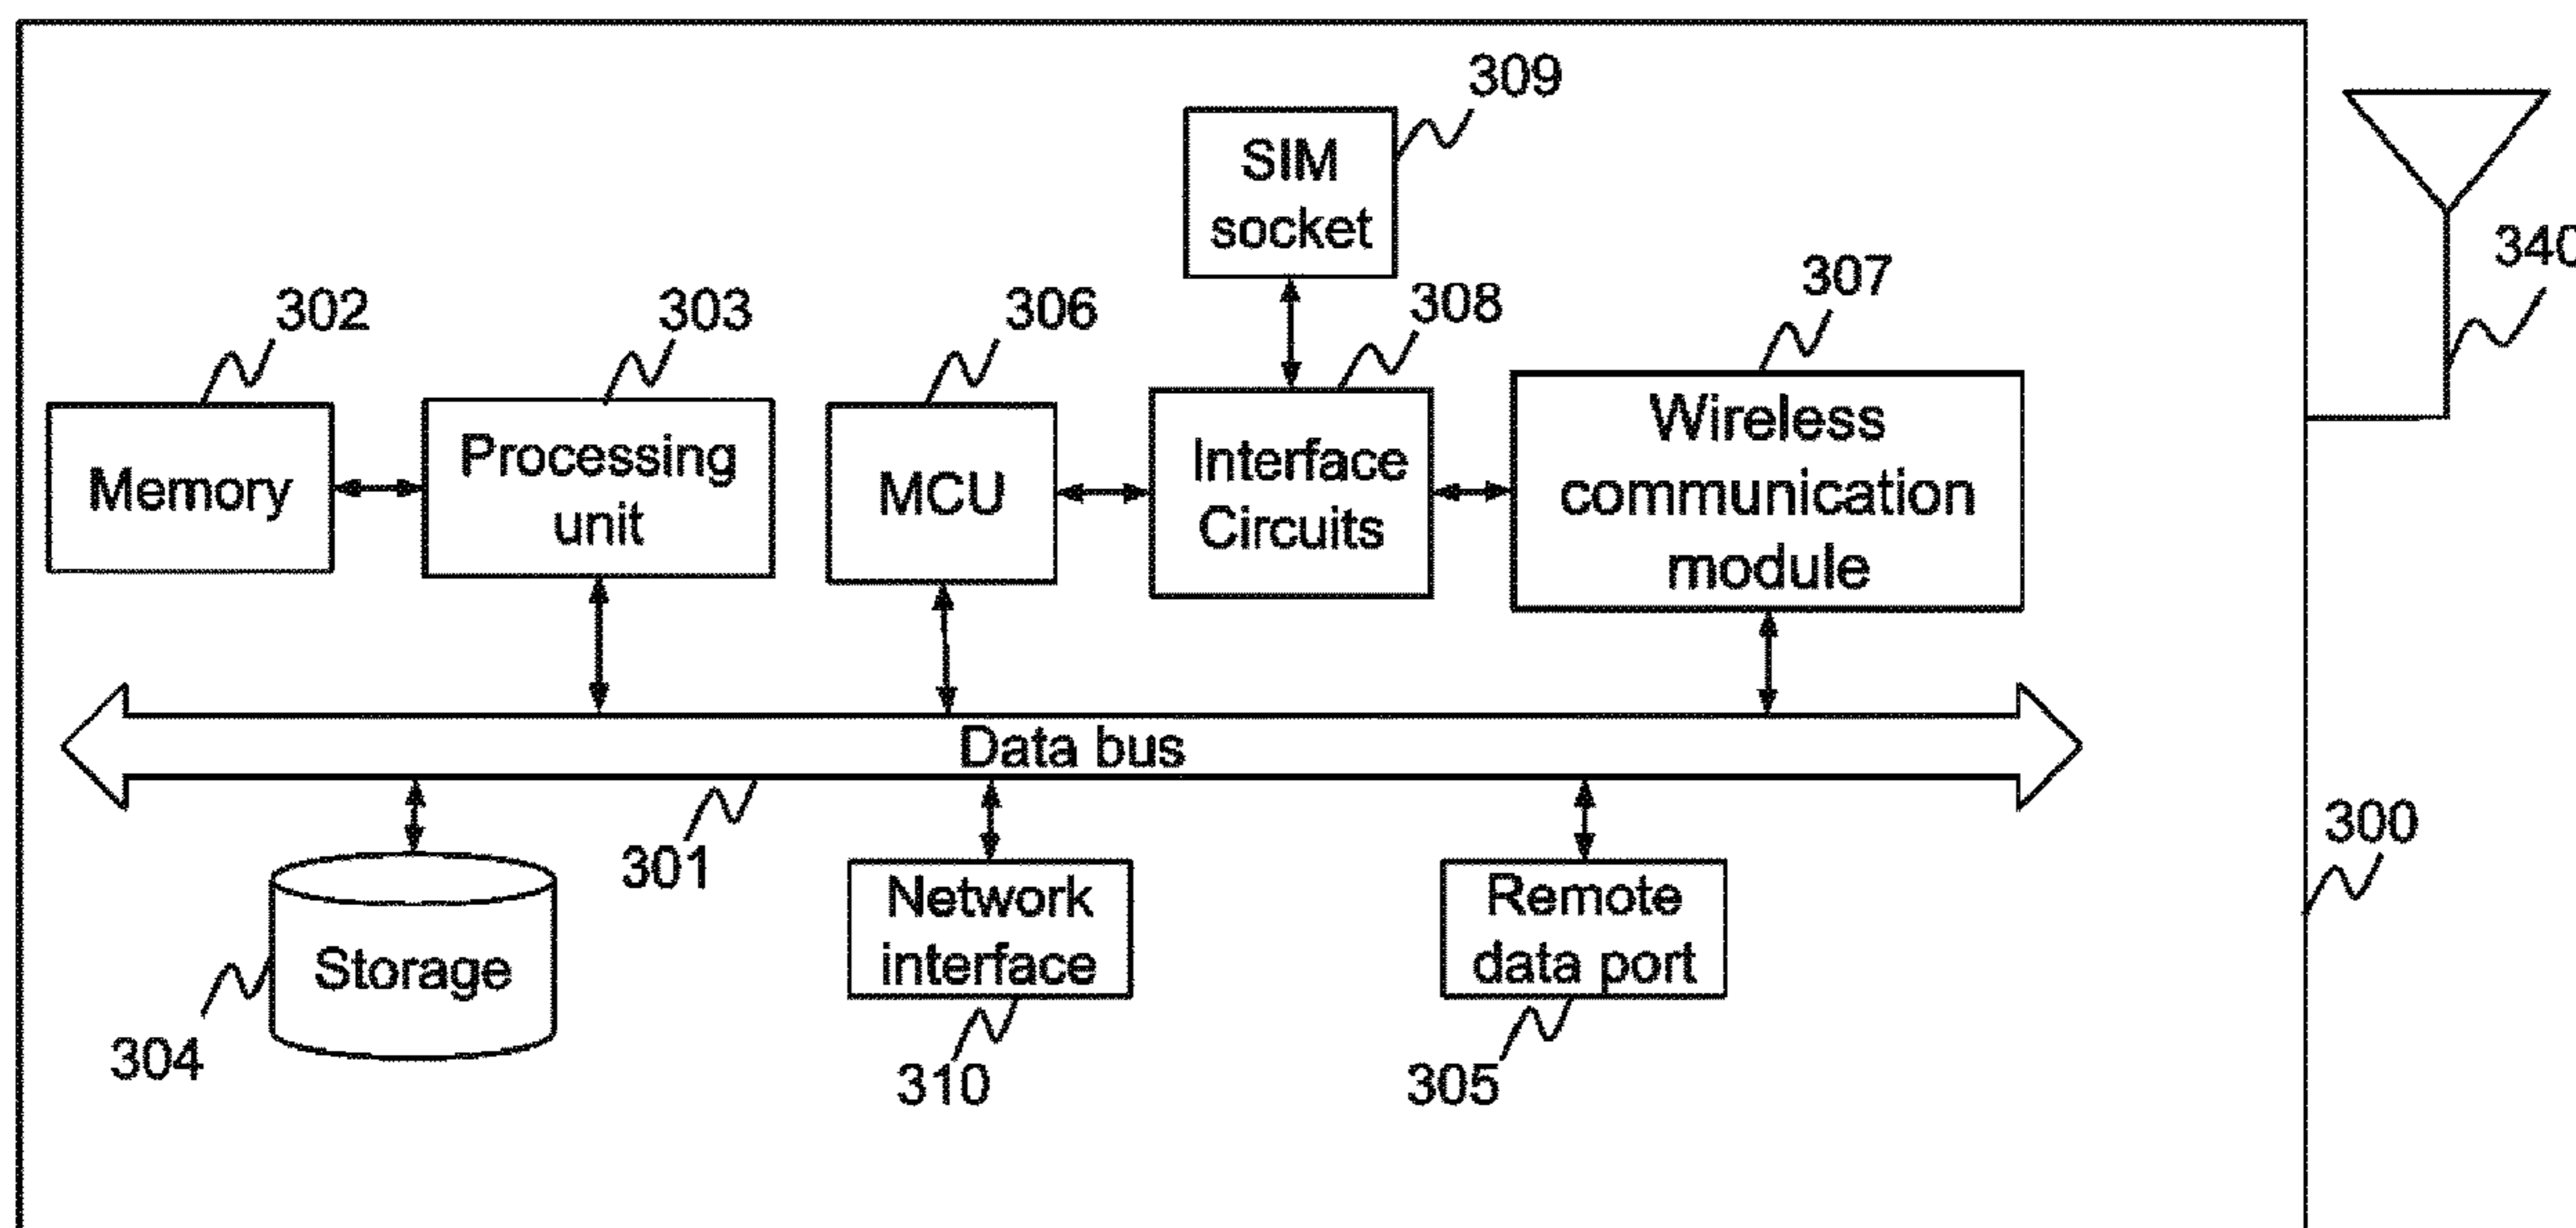 309
SIM
socket
340
307
308
306
303
302
Memory
Processing
unit
MCU
Interface
Circuits
Wireless
communication
module
Data bus
301
300
Storage
304
Network
interface
310
Remote
data port
305